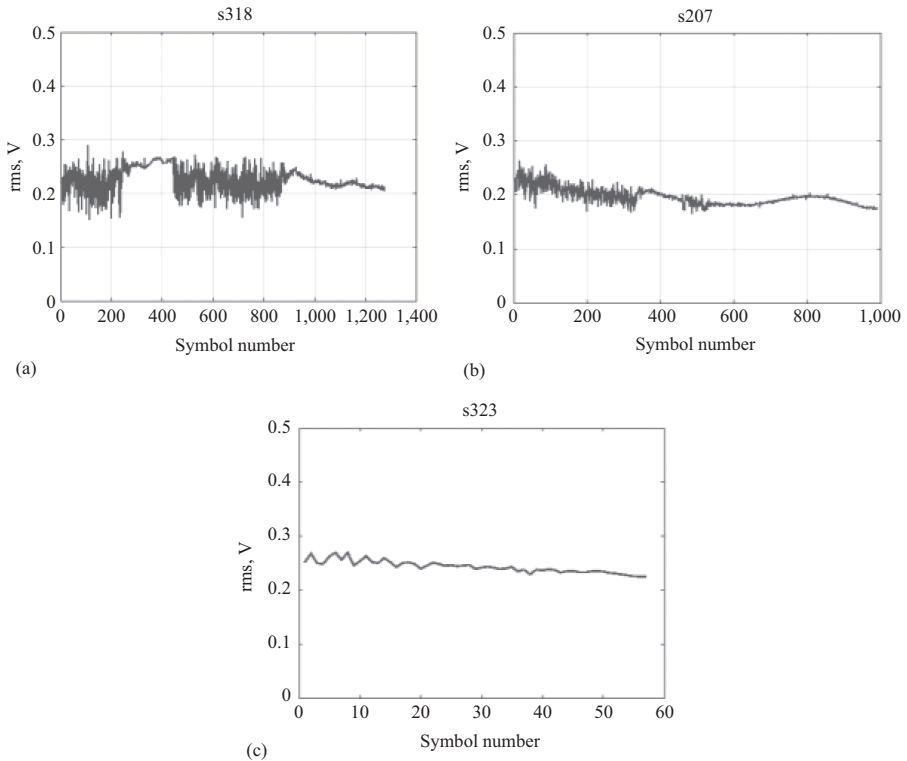 s318
0.5
0.4
0.3
0.2
0.1
0
rms, V
0 200 400 600 800 1,000 1,200 1,400
Symbol number
(a)
s207
0.5
0.4
0.3
0.2
0.1
0
rms, V
0 200 400 600 800 1,000
Symbol number
(b)
s323
0.5
0.4
0.3
0.2
0.1
0
rms, V
0 10 20 30 40 50 60
Symbol number
(c)